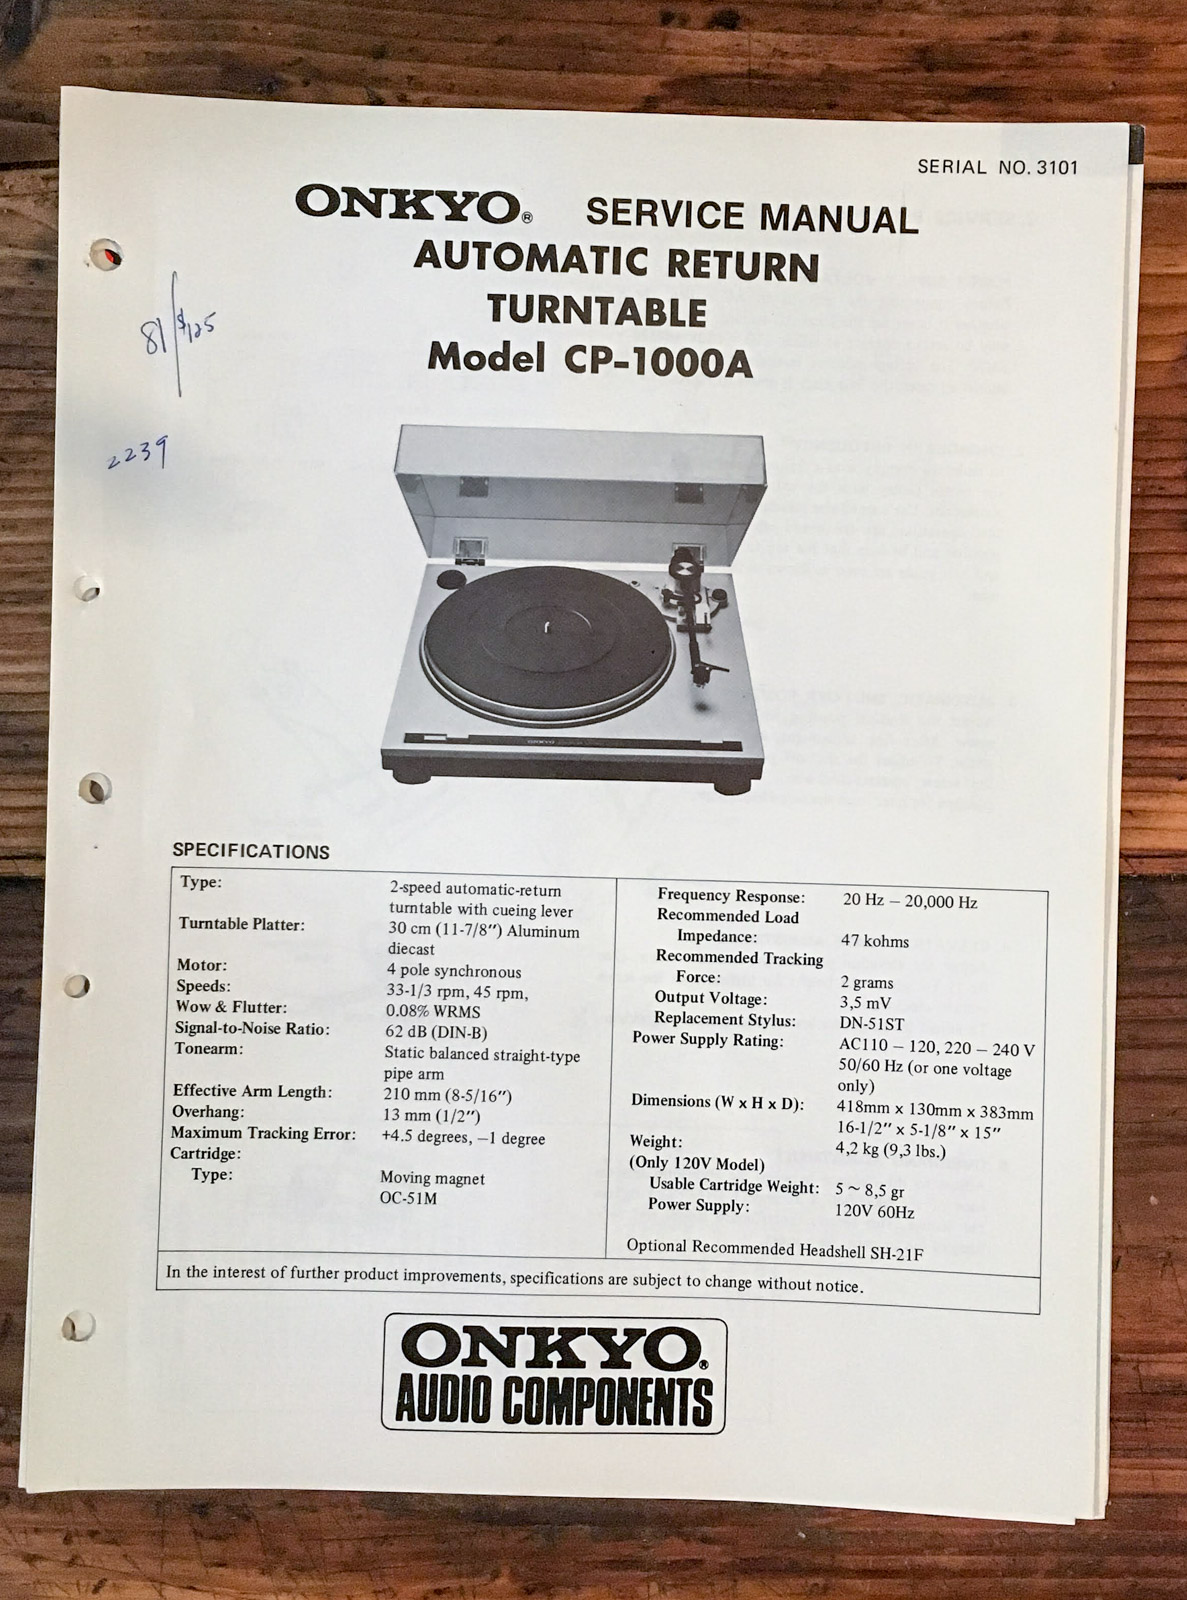 SERIAL NO. 3101
ONKYO® SERVICE MANUAL
AUTOMATIC RETURN
TURNTABLE
Model CP-1000A
81 $125
2239
ONKYO
SPECIFICATIONS
Type: 2-speed automatic-return
turntable with cueing lever
Turntable Platter: 30 cm (11-7/8") Aluminum
diecast
Motor: 4 pole synchronous
Speeds: 33-1/3 rpm, 45 rpm,
Wow & Flutter: 0.08% WRMS
Signal-to-Noise Ratio: 62 dB (DIN-B)
Tonearm: Static balanced straight-type
pipe arm
Effective Arm Length: 210 mm (8-5/16")
Overhang: 13 mm (1/2")
Maximum Tracking Error: +4.5 degrees, −1 degree
Cartridge:
Type: Moving magnet
OC-51M
Frequency Response: 20 Hz – 20,000 Hz
Recommended Load
Impedance: 47 kohms
Recommended Tracking
Force: 2 grams
Output Voltage: 3,5 mV
Replacement Stylus: DN-51ST
Power Supply Rating: AC110 – 120, 220 – 240 V
50/60 Hz (or one voltage
only)
Dimensions (W x H x D): 418mm x 130mm x 383mm
16-1/2" x 5-1/8" x 15"
Weight: 4,2 kg (9,3 lbs.)
(Only 120V Model)
Usable Cartridge Weight: 5 ~ 8,5 gr
Power Supply: 120V 60Hz
Optional Recommended Headshell SH-21F
In the interest of further product improvements, specifications are subject to change without notice.
ONKYO®
AUDIO COMPONENTS